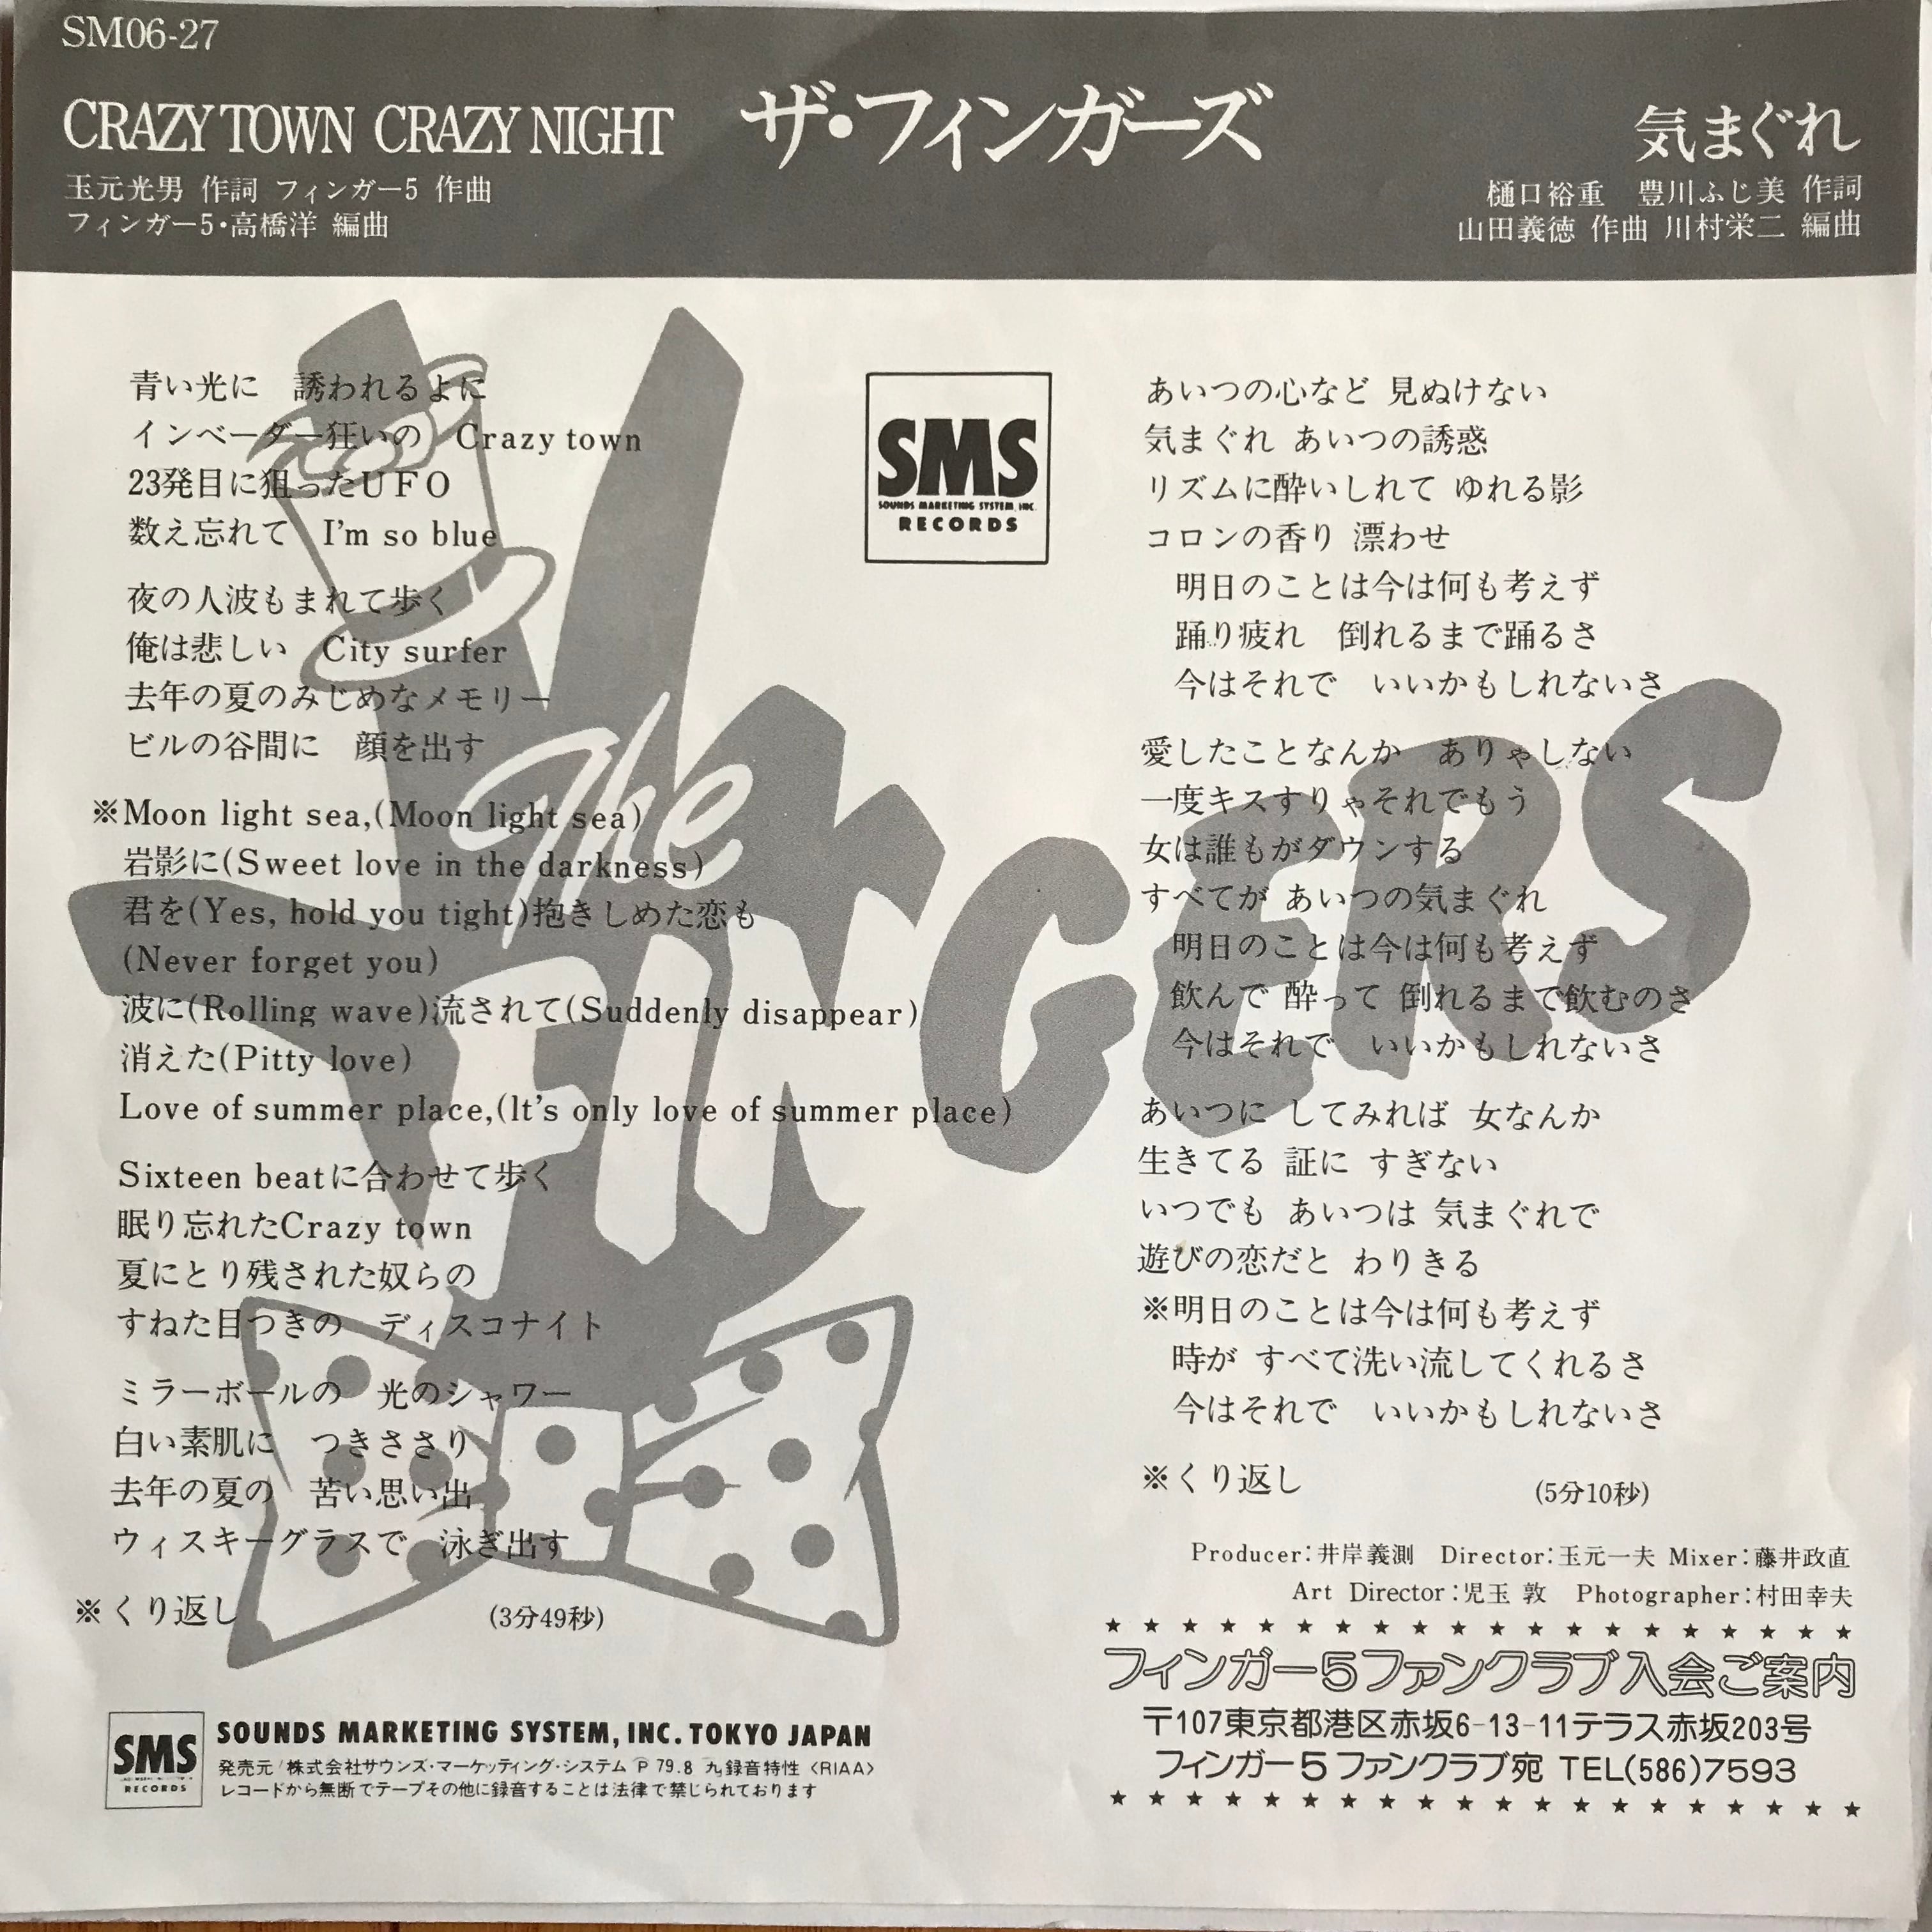 SM06-27
CRAZY TOWN CRAZY NIGHT
ザ・フィンガーズ
気まぐれ
玉元光男 作詞 フィンガー5 作曲
フィンガー5・高橋洋 編曲
樋口裕重 豊川ふじ美 作詞
山田義徳 作曲 川村栄二 編曲
青い光に 誘われるよに
インベーダー狂いの Crazy town
23発目に狙ったUFO
数え忘れて I'm so blue
夜の人波もまれて歩く
俺は悲しい City surfer
去年の夏のみじめなメモリー
ビルの谷間に 顔を出す
※Moon light sea,(Moon light sea)
岩影に(Sweet love in the darkness)
君を(Yes, hold you tight)抱きしめた恋も
(Never forget you)
波に(Rolling wave)流されて(Suddenly disappear)
消えた(Pitty love)
Love of summer place,(It's only love of summer place)
Sixteen beatに合わせて歩く
眠り忘れたCrazy town
夏にとり残された奴らの
すねた目つきの ディスコナイト
ミラーボールの 光のシャワー
白い素肌に つきささり
去年の夏の 苦い思い出
ウィスキーグラスで 泳ぎ出す
※くり返し (3分49秒)
The
FINGERS
SMS
SOUNDS MARKETING SYSTEM, INC.
RECORDS
あいつの心など 見ぬけない
気まぐれ あいつの誘惑
リズムに酔いしれて ゆれる影
コロンの香り 漂わせ
明日のことは今は何も考えず
踊り疲れ 倒れるまで踊るさ
今はそれで いいかもしれないさ
愛したことなんか ありゃしない
一度キスすりゃそれでもう
女は誰もがダウンする
すべてが あいつの気まぐれ
明日のことは今は何も考えず
飲んで 酔って 倒れるまで飲むのさ
今はそれで いいかもしれないさ
あいつに してみれば 女なんか
生きてる 証に すぎない
いつでも あいつは 気まぐれで
遊びの恋だと わりきる
※明日のことは今は何も考えず
時が すべて洗い流してくれるさ
今はそれで いいかもしれないさ
※くり返し (5分10秒)
Producer:井岸義測 Director:玉元一夫 Mixer:藤井政直
Art Director:児玉 敦 Photographer:村田幸夫
★ ★ ★ ★ ★ ★ ★ ★ ★ ★ ★ ★ ★ ★ ★ ★ ★ ★ ★ ★
フィンガー5ファンクラブ入会ご案内
〒107東京都港区赤坂6-13-11テラス赤坂203号
フィンガー5 ファンクラブ宛 TEL(586)7593
★ ★ ★ ★ ★ ★ ★ ★ ★ ★ ★ ★ ★ ★ ★ ★ ★ ★ ★ ★
SMS
RECORDS
SOUNDS MARKETING SYSTEM, INC. TOKYO JAPAN
発売元/株式会社サウンズ・マーケッティング・システム Ⓟ79.8 録音特性〈RIAA〉
レコードから無断でテープその他に録音することは法律で禁じられております